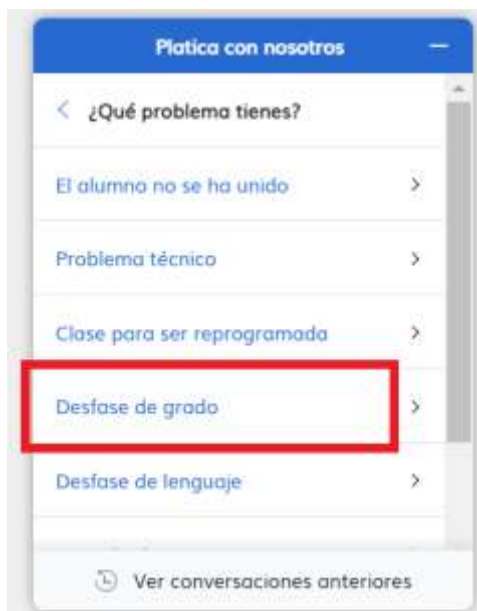 Platica con nosotros
¿Qué problema tienes?
El alumno no se ha unido
Problema técnico
Clase para ser reprogramada
Desfase de grado
Desfase de lenguaje
Ver conversaciones anteriores